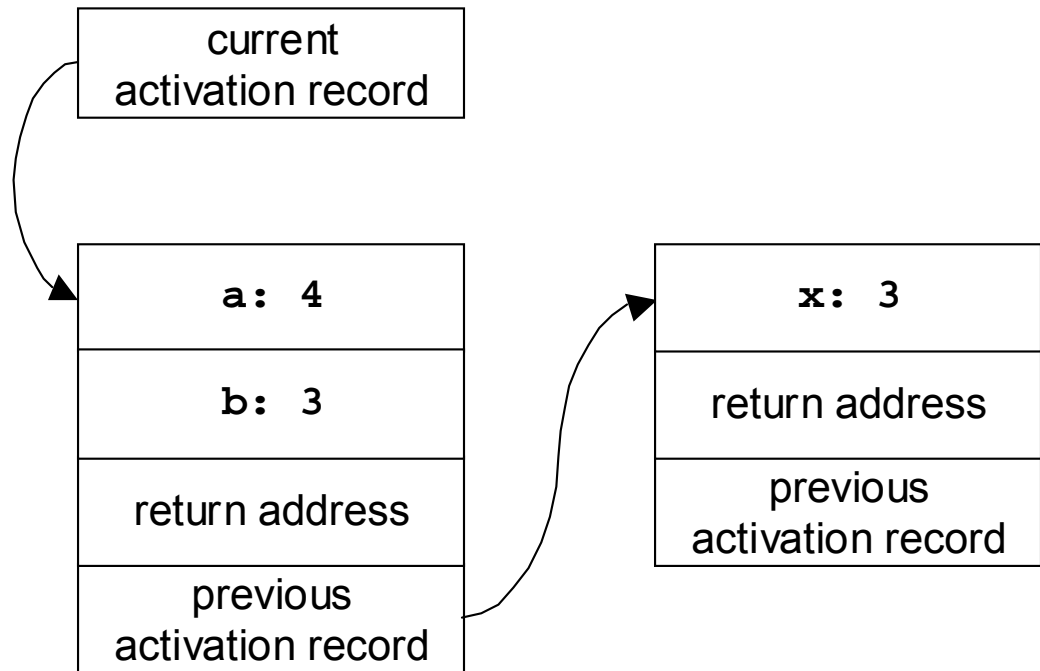 current
activation record
a: 4
b: 3
return address
previous
activation record
x: 3
return address
previous
activation record